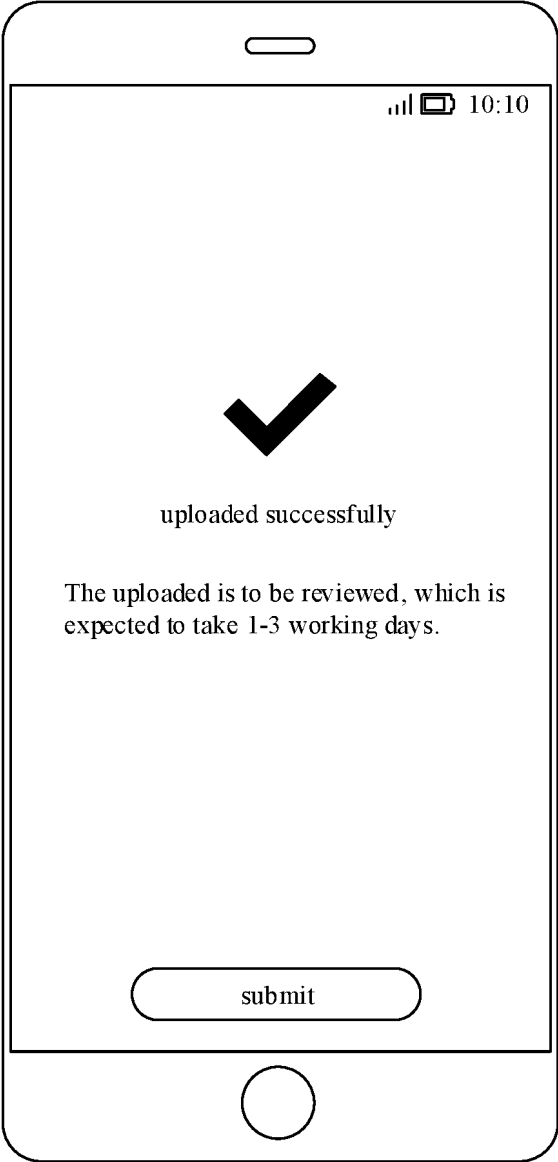 10:10
uploaded successfully
The uploaded is to be reviewed, which is
expected to take 1-3 working days.
submit